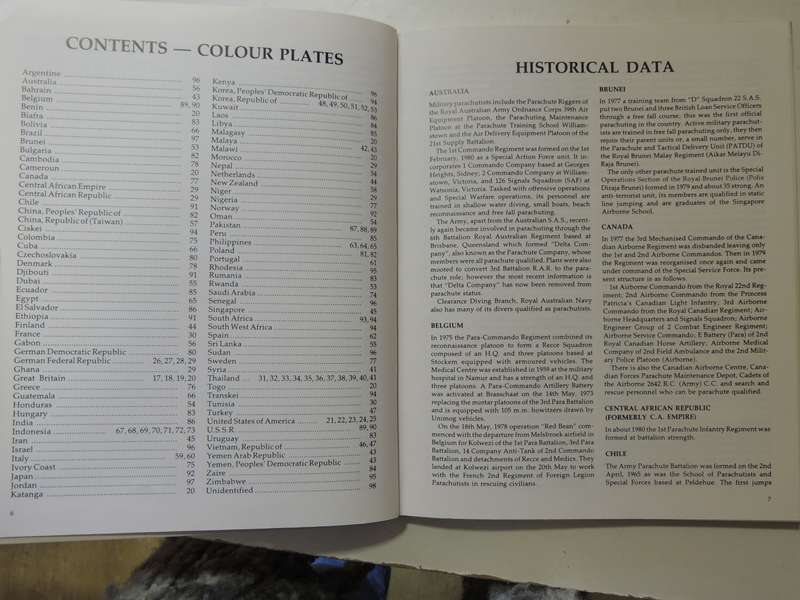 CONTENTS — COLOUR PLATES
Argentine 96
Australia 56
Bahrain 43
Belgium 89, 90
Benin 20
Biafra
Bolivia 83
Brazil 66
Brunei 97
Bulgaria 53
Cambodia 82
Cameroun 78
Canada 20
Central African Empire 77
Central African Republic 29
Chile 29
China, Peoples' Republic of 91
China, Republic of (Taiwan) 82
Ciskei 57
Colombia 94
Cuba 54
Czechoslovakia 66
Denmark 80
Djibouti 78
Dubai 91
Ecuador 55
Egypt 85
El Salvador 65
Ethiopia 86
Finland 91
France 44
Gabon 30
German Democratic Republic 56
German Federal Republic 26, 27, 28, 29
Ghana 29
Great Britain 17, 18, 19, 20
Greece 76
Guatemala 66
Honduras 54
Hungary 83
India 86
Indonesia 67, 68, 69, 70, 71, 72, 73
Iran 45
Israel 96
Italy 59, 60
Ivory Coast 75
Japan 92
Jordan 97
Katanga 20
Kenya 96
Korea, Peoples' Democratic Republic of 94
Korea, Republic of 48, 49, 50, 51, 52, 53
Kuwait 86
Laos 84
Libya 85
Malagasy 20
Malaya 42, 43
Malawi 20
Morocco
Nepal 29
Netherlands 54
New Zealand 44
Niger 58
Nigeria 29
Norway 77
Oman 92
Pakistan 54
Peru 87, 88, 89
Philippines 85
Poland 63, 64, 65
Portugal 81, 82
Rhodesia 61
Rumania 95
Rwanda 83
Saudi Arabia 53
Senegal 74
Singapore 96
South Africa 45
South West Africa 93, 94
Spain 94
Sri Lanka 62
Sudan 55
Sweden 96
Syria 77
Thailand 31, 32, 33, 34, 35, 36, 37, 38, 39, 40, 41
Togo 20
Transkei 94
Tunisia 30
Turkey 47
United States of America 21, 22, 23, 24, 25
U.S.S.R. 89, 90
Uruguay 83
Vietnam, Republic of 46, 47
Yemen Arab Republic 43
Yemen, Peoples' Democratic Republic 43
Zaire 84
Zimbabwe 95
Unidentified 98
6
HISTORICAL DATA
AUSTRALIA
Military parachutists include the Parachute Riggers of
the Royal Australian Army Ordnance Corps 39th Air
Equipment Platoon, the Parachuting Maintenance
Platoon at the Parachute Training School William-
stown and the Air Delivery Equipment Platoon of the
21st Supply Battalion.
The 1st Commando Regiment was formed on the 1st
February, 1980 as a Special Action Force unit. It in-
corporates 1 Commando Company based at Georges
Heights, Sidney; 2 Commando Company at William-
stown, Victoria, and 126 Signals Squadron (SAF) at
Watsonia, Victoria. Tasked with offensive operations
and Special Warfare operations, its personnel are
trained in shallow water diving, small boats, beach
reconnaissance and free fall parachuting.
The Army, apart from the Australian S.A.S., recent-
ly again became involved in parachuting through the
6th Battalion Royal Australian Regiment based at
Brisbane, Queensland which formed "Delta Com-
pany", also known as the Parachute Company, whose
members were all parachute qualified. Plans were also
mooted to convert 3rd Battalion R.A.R. to the para-
chute role; however the most recent information is
that "Delta Company" has now been removed from
parachute status.
Clearance Diving Branch, Royal Australian Navy
also has many of its divers qualified as parachutists.
BELGIUM
In 1975 the Para-Commando Regiment combined its
reconnaissance platoon to form a Recce Squadron
composed of an H.Q. and three platoons based at
Stockem equipped with armoured vehicles. The
Medical Centre was established in 1959 at the military
hospital in Namur and has a strength of an H.Q. and
three platoons. A Para-Commando Artillery Battery
was activated at Brasschaat on the 14th May, 1973
replacing the mortar platoons of the 3rd Para Battalion
and is equipped with 105 m.m. howitzers drawn by
Unimog vehicles.
On the 18th May, 1978 operation "Red Bean" com-
menced with the departure from Melsbroek airfield in
Belgium for Kolwezi of the 1st Para Battalion, 3rd Para
Battalion, 14 Company Anti-Tank of 2nd Commando
Battalion and detachments of Recce and Medics. They
landed at Kolwezi airport on the 20th May to work
with the French 2nd Regiment of Foreign Legion
Parachutists in rescuing civilians.
BRUNEI
In 1977 a training team from "D" Squadron 22 S.A.S.
put two Brunei and three British Loan Service Officers
through a free fall course; this was the first official
parachuting in the country. Active military parachut-
ists are trained in free fall parachuting only, they then
rejoin their parent units or, a small number, serve in
the Parachute and Tactical Delivery Unit (PATDU) of
the Royal Brunei Malay Regiment (Aikar Melayu Di-
Raja Brunei).
The only other parachute trained unit is the Special
Operations Section of the Royal Brunei Police (Polis
Diraja Brunei) formed in 1979 and about 35 strong. An
anti-terrorist unit, its members are qualified in static
line jumping and are graduates of the Singapore
Airborne School.
CANADA
In 1977 the 3rd Mechanised Commando of the Cana-
dian Airborne Regiment was disbanded leaving only
the 1st and 2nd Airborne Commandos. Then in 1979
the Regiment was reorganised once again and came
under command of the Special Service Force. Its pre-
sent structure is as follows.
1st Airborne Commando from the Royal 22nd Reg-
iment; 2nd Airborne Commando from the Princess
Patricia's Canadian Light Infantry; 3rd Airborne
Commando from the Royal Canadian Regiment; Air-
borne Headquarters and Signals Squadron; Airborne
Engineer Group of 2 Combat Engineer Regiment;
Airborne Service Commando; E Battery (Para) of 2nd
Royal Canadian Horse Artillery; Airborne Medical
Company of 2nd Field Ambulance and the 2nd Milit-
ary Police Platoon (Airborne).
There is also the Canadian Airborne Centre, Cana-
dian Forces Parachute Maintenance Depot, Cadets of
the Airborne 2642 R.C. (Army) C.C. and search and
rescue personnel who can be parachute qualified.
CENTRAL AFRICAN REPUBLIC
(FORMERLY C.A. EMPIRE)
In about 1980 the 1st Parachute Infantry Regiment was
formed at battalion strength.
CHILE
The Army Parachute Battalion was formed on the 2nd
April, 1965 as was the School of Parachutists and
Special Forces based at Peldehue. The first jumps
7